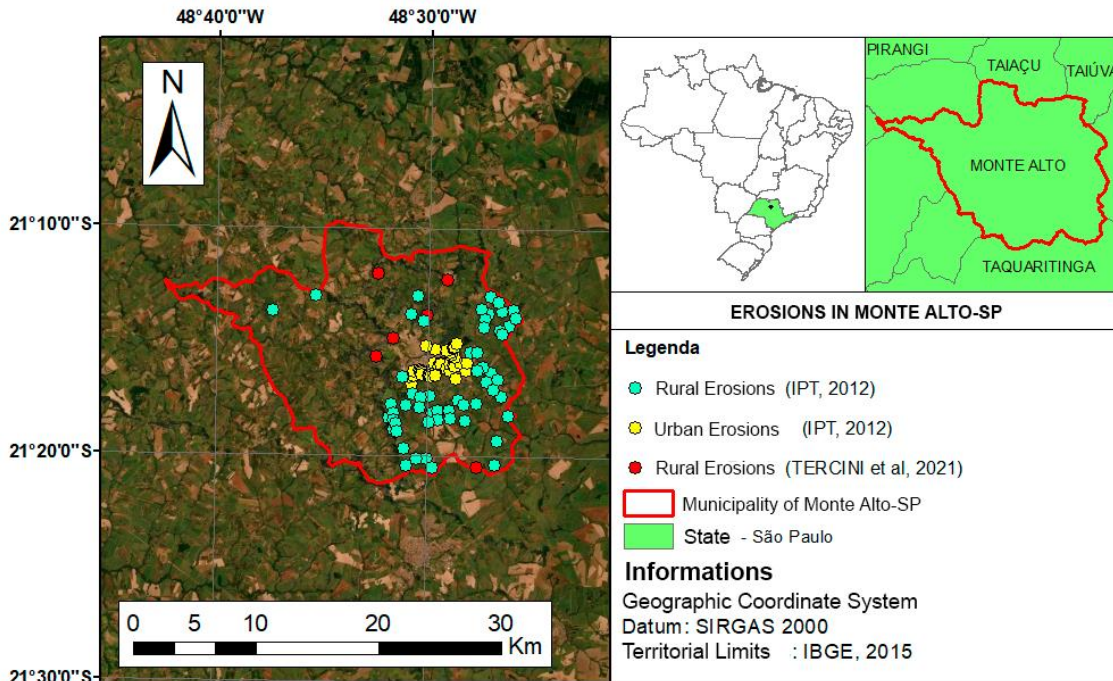 48°40'0"W 48°30'0"W
N
21°10'0"S
21°20'0"S
21°30'0"S
0 5 10 20 30
Km
PIRANGI
TAIAÇU
TAIÚVA
MONTE ALTO
TAQUARITINGA
EROSIONS IN MONTE ALTO-SP
Legenda
Rural Erosions (IPT, 2012)
Urban Erosions (IPT, 2012)
Rural Erosions (TERCINI et al, 2021)
Municipality of Monte Alto-SP
State - São Paulo
Informations
Geographic Coordinate System
Datum: SIRGAS 2000
Territorial Limits : IBGE, 2015